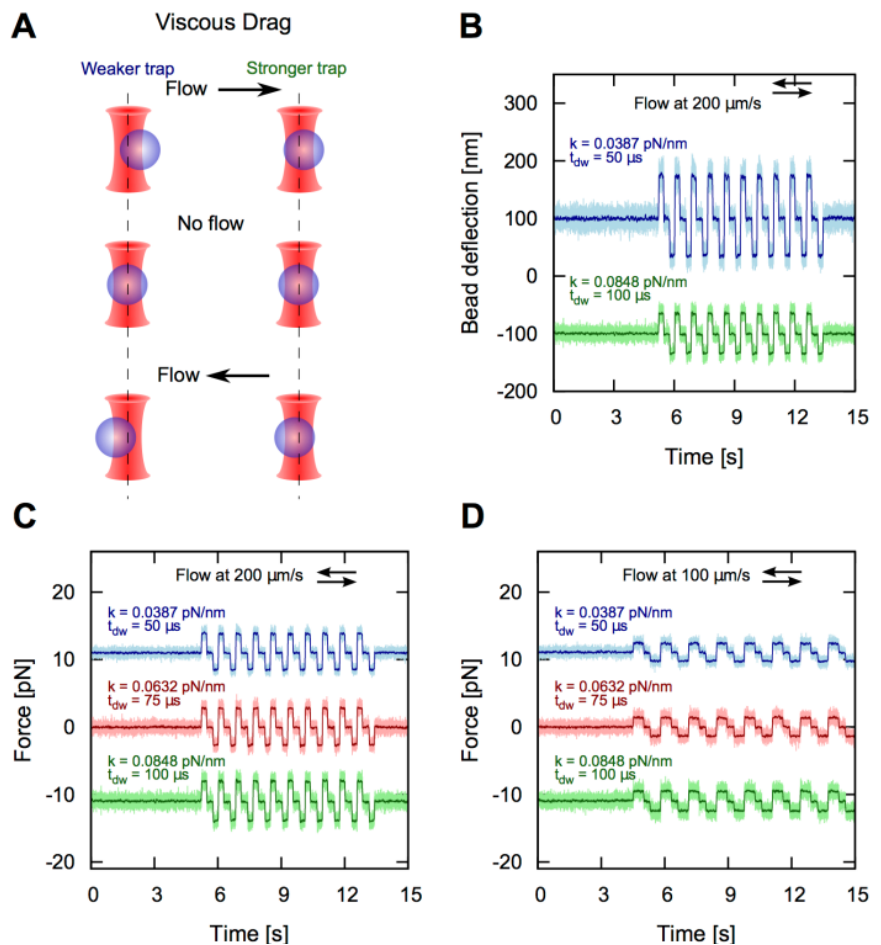 A
Viscous Drag
Weaker trap
Stronger trap
Flow
No flow
Flow
B
Flow at 200 µm/s
k = 0.0387 pN/nm
t_dw = 50 µs
k = 0.0848 pN/nm
t_dw = 100 µs
Bead deflection [nm]
300
200
100
0
-100
-200
0 3 6 9 12 15
Time [s]
C
Flow at 200 µm/s
k = 0.0387 pN/nm
t_dw = 50 µs
k = 0.0632 pN/nm
t_dw = 75 µs
k = 0.0848 pN/nm
t_dw = 100 µs
Force [pN]
20
10
0
-10
-20
0 3 6 9 12 15
Time [s]
D
Flow at 100 µm/s
k = 0.0387 pN/nm
t_dw = 50 µs
k = 0.0632 pN/nm
t_dw = 75 µs
k = 0.0848 pN/nm
t_dw = 100 µs
Force [pN]
20
10
0
-10
-20
0 3 6 9 12 15
Time [s]